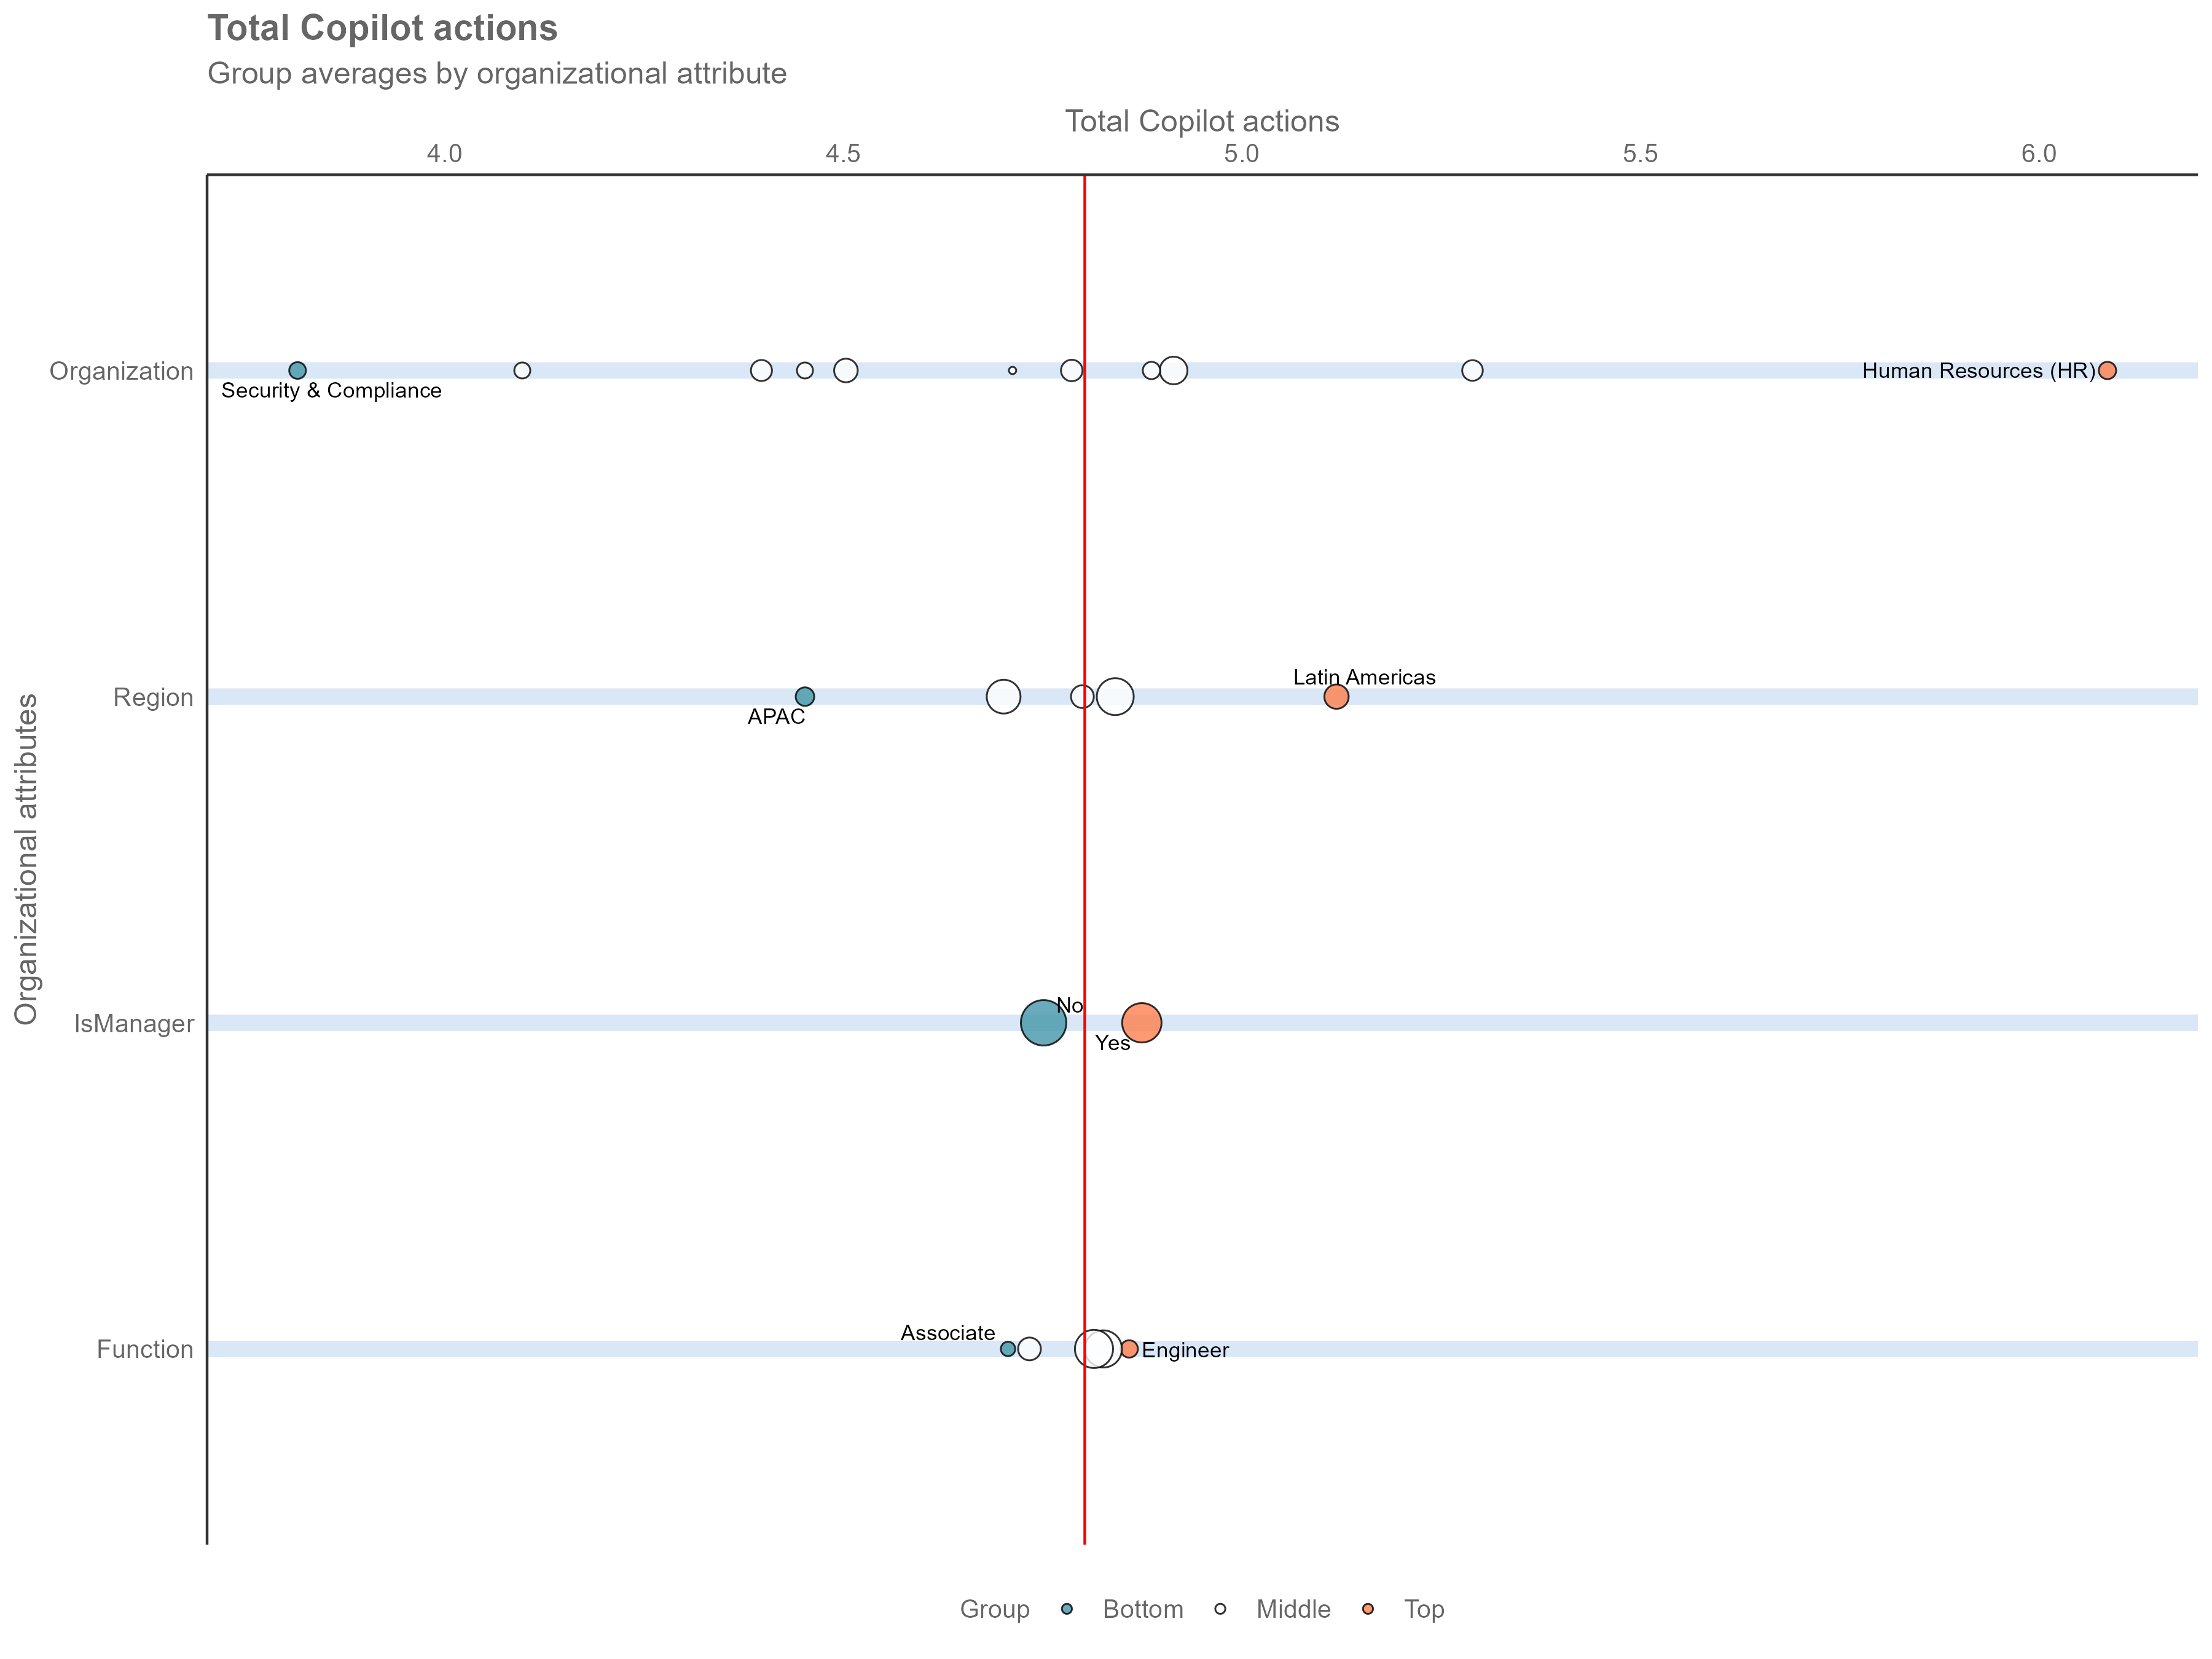 Total Copilot actions
Group averages by organizational attribute
Total Copilot actions
4.0 4.5 5.0 5.5 6.0
Organizational attributes
Organization
Security & Compliance
Human Resources (HR)
Region
Latin Americas
APAC
IsManager
No
Yes
Function
Associate
Engineer
Group Bottom Middle Top